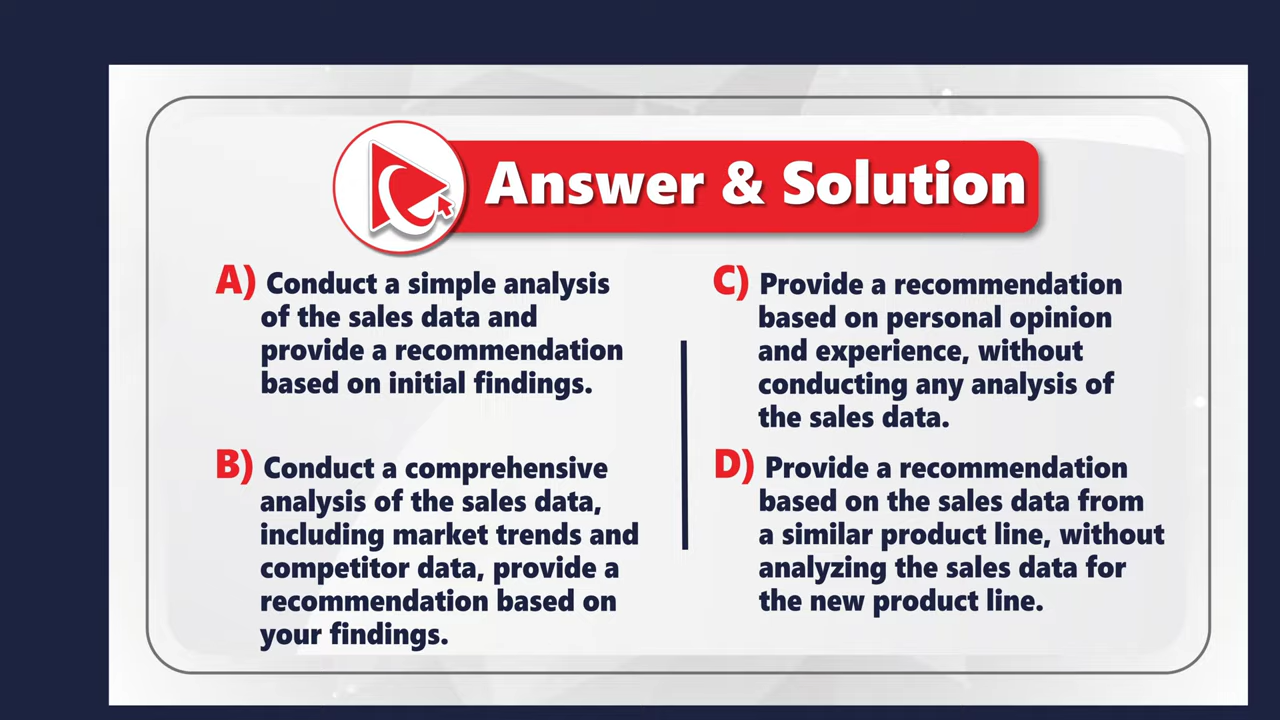 Answer & Solution
A) Conduct a simple analysis
of the sales data and
provide a recommendation
based on initial findings.
B) Conduct a comprehensive
analysis of the sales data,
including market trends and
competitor data, provide a
recommendation based on
your findings.
C) Provide a recommendation
based on personal opinion
and experience, without
conducting any analysis of
the sales data.
D) Provide a recommendation
based on the sales data from
a similar product line, without
analyzing the sales data for
the new product line.